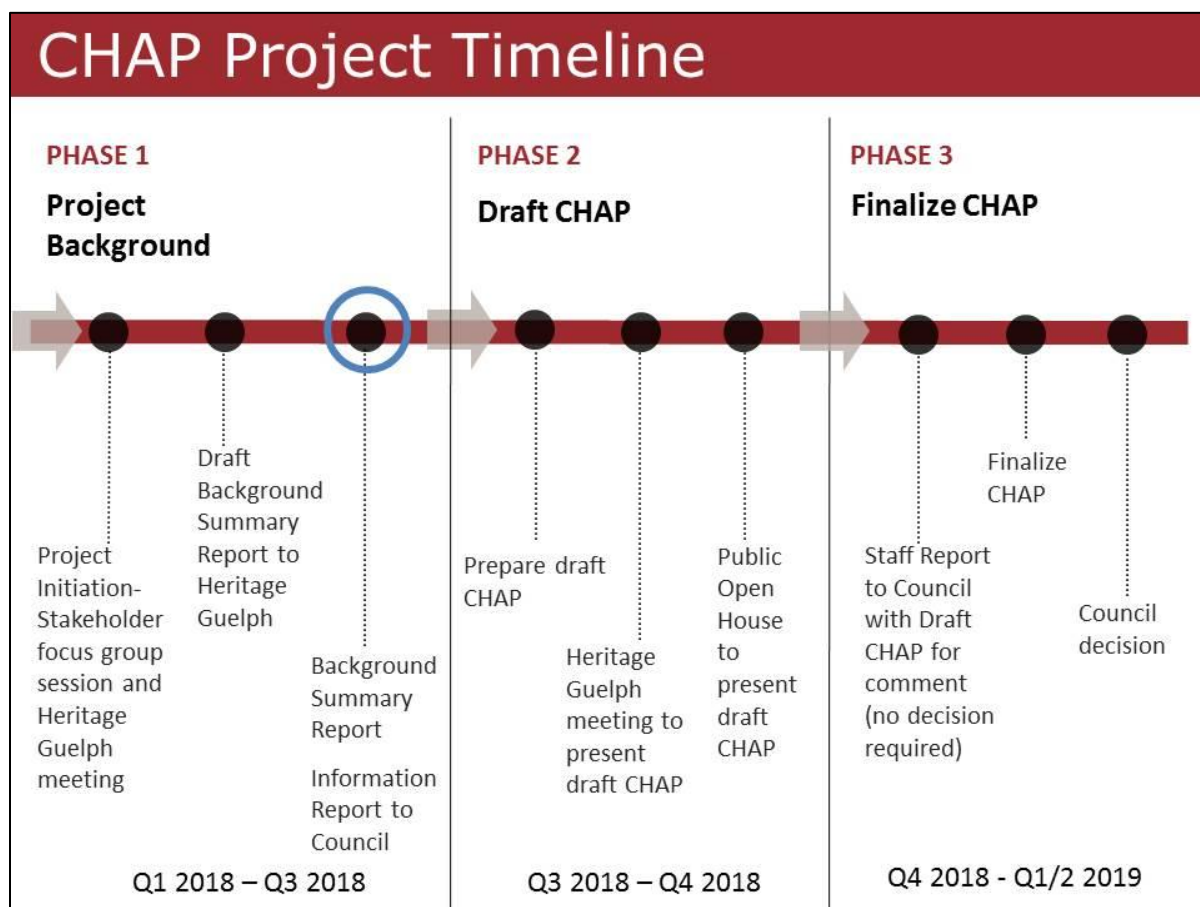 CHAP Project Timeline
PHASE 1
Project
Background
Project
Initiation-
Stakeholder
focus group
session and
Heritage
Guelph
meeting
Draft
Background
Summary
Report to
Heritage
Guelph
Background
Summary
Report
Information
Report to
Council
Q1 2018 – Q3 2018
PHASE 2
Draft CHAP
Prepare draft
CHAP
Heritage
Guelph
meeting to
present
draft CHAP
Public
Open
House
to
present
draft
CHAP
Q3 2018 – Q4 2018
PHASE 3
Finalize CHAP
Staff Report
to Council
with Draft
CHAP for
comment
(no decision
required)
Finalize
CHAP
Council
decision
Q4 2018 - Q1/2 2019